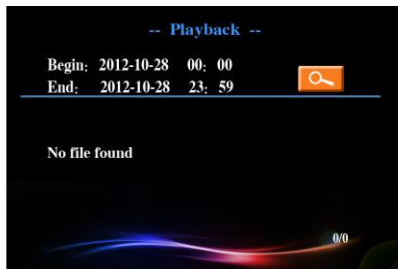 -- Playback --
Begin: 2012-10-28 00: 00
End: 2012-10-28 23: 59
No file found
0/0